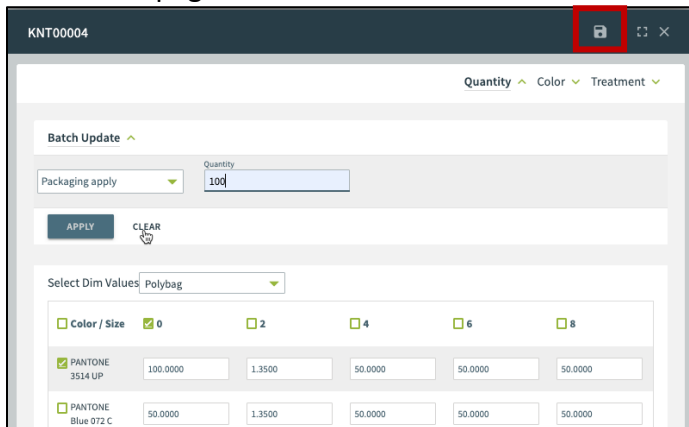 KNT00004
Quantity Color Treatment
Batch Update
Quantity
Packaging apply 100
APPLY CLEAR
Select Dim Values Polybag
Color / Size 0 2 4 6 8
PANTONE
3514 UP
100.0000 1.3500 50.0000 50.0000 50.0000
PANTONE
Blue 072 C
50.0000 1.3500 50.0000 50.0000 50.0000